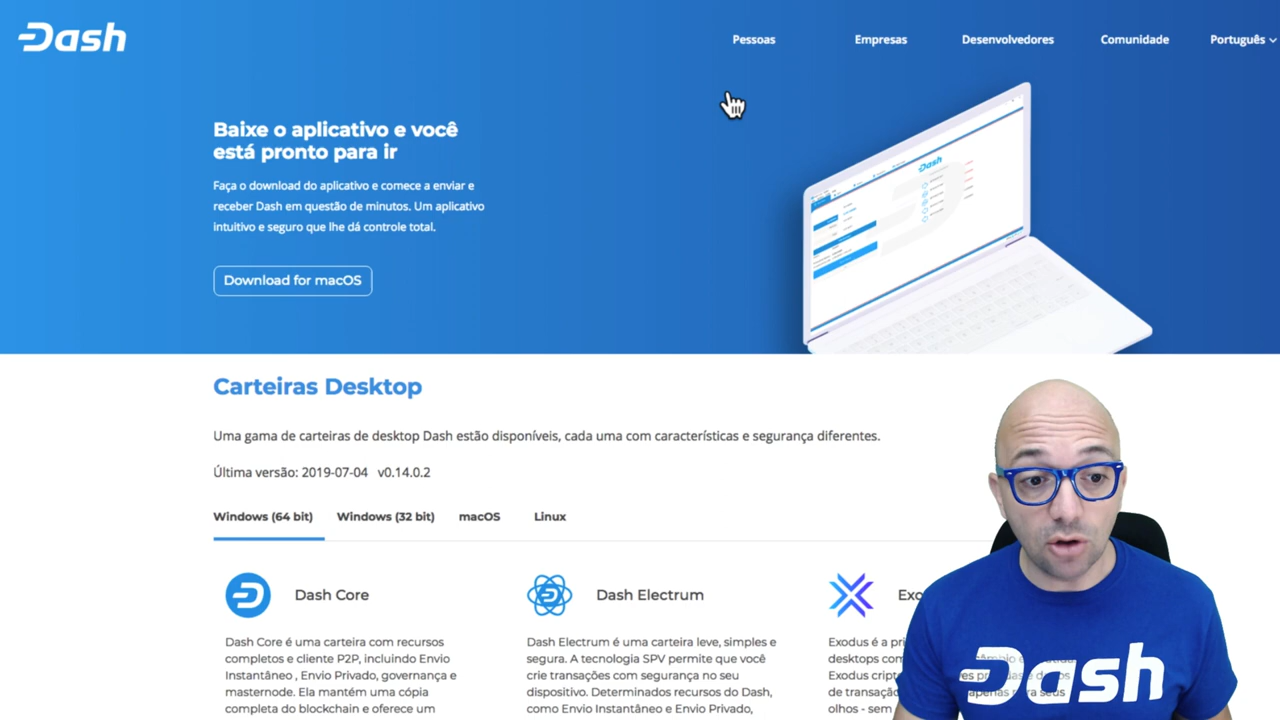 Dash
Pessoas
Empresas
Desenvolvedores
Comunidade
Português
Baixe o aplicativo e você
está pronto para ir
Faça o download do aplicativo e comece a enviar e
receber Dash em questão de minutos. Um aplicativo
intuitivo e seguro que lhe dá controle total.
Download for macOS
Dash
Carteiras Desktop
Uma gama de carteiras de desktop Dash estão disponíveis, cada uma com características e segurança diferentes.
Última versão: 2019-07-04 v0.14.0.2
Windows (64 bit)
Windows (32 bit)
macOS
Linux
Dash Core
Dash Core é uma carteira com recursos
completos e cliente P2P, incluindo Envio
Instantâneo , Envio Privado, governança e
masternode. Ela mantém uma cópia
completa do blockchain e oferece um
Dash Electrum
Dash Electrum é uma carteira leve, simples e
segura. A tecnologia SPV permite que você
crie transações com segurança no seu
dispositivo. Determinados recursos do Dash,
como Envio Instantâneo e Envio Privado,
Exo
Exodus é a pri
desktops com
Exodus cript
de transaçã
olhos - sem
Dash